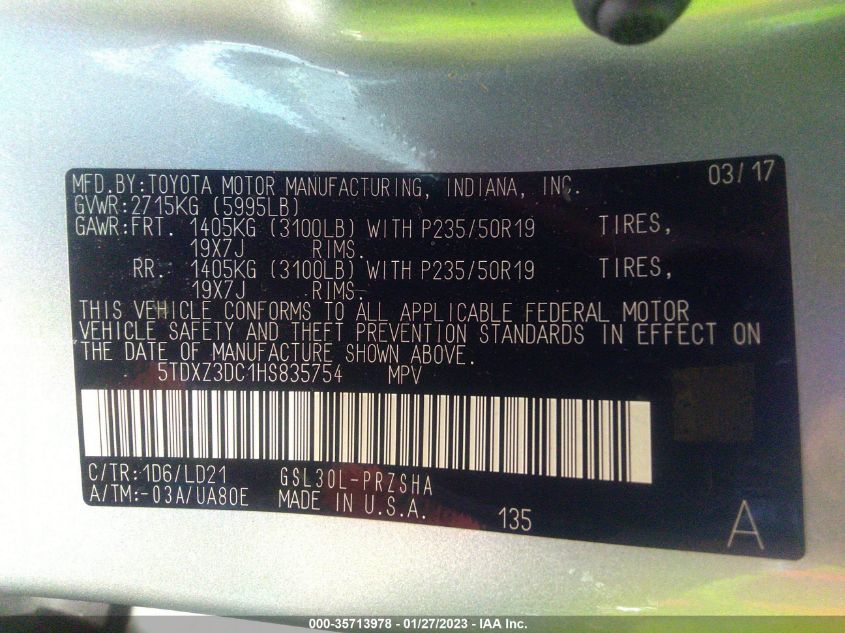 MFD.BY:TOYOTA MOTOR MANUFACTURING, INDIANA, INC. 03/17
GVWR:2715KG (5995LB)
GAWR:FRT. 1405KG (3100LB) WITH P235/50R19 TIRES,
19X7J RIMS.
RR. 1405KG (3100LB) WITH P235/50R19 TIRES,
19X7J RIMS.
THIS VEHICLE CONFORMS TO ALL APPLICABLE FEDERAL MOTOR
VEHICLE SAFETY AND THEFT PREVENTION STANDARDS IN EFFECT ON
THE DATE OF MANUFACTURE SHOWN ABOVE.
5TDXZ3DC1HS835754 MPV
C/TR:1D6/LD21 GSL30L-PRZSHA
A/TM:-03A/UA80E MADE IN U.S.A. 135 A
000-35713978 - 01/27/2023 - IAA Inc.